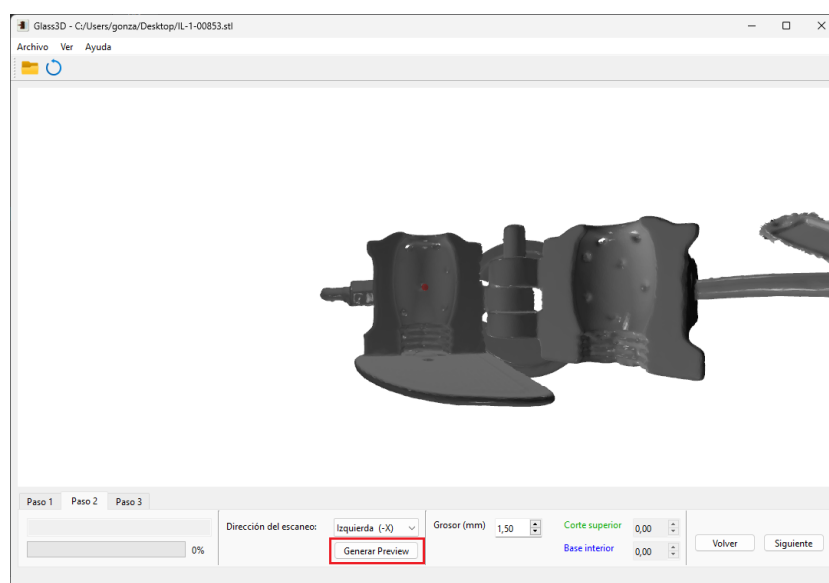 Glass3D - C:/Users/gonza/Desktop/IL-1-00853.stl
Archivo Ver Ayuda
Paso 1 Paso 2 Paso 3
Dirección del escaneo: Izquierda (-X) Grosor (mm) 1,50 Corte superior 0,00
0% Generar Preview Base interior 0,00 Volver Siguiente